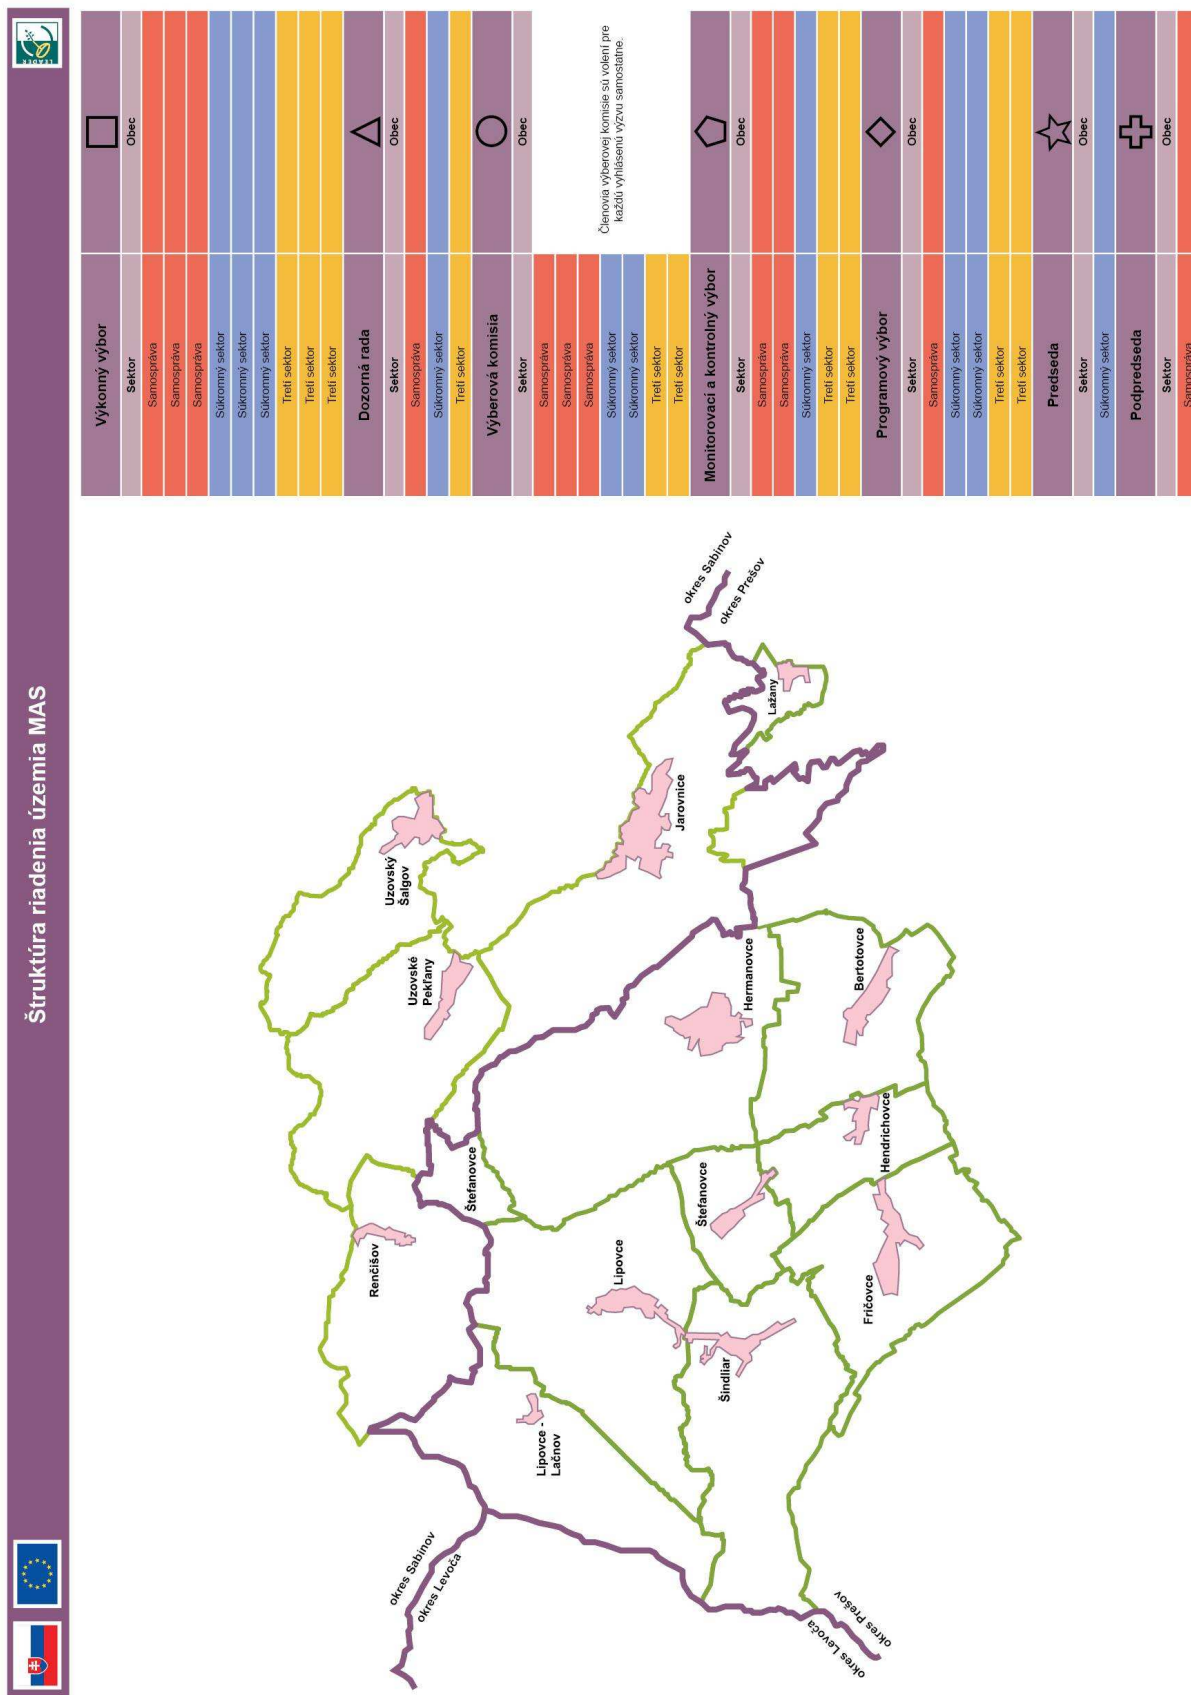 Štruktúra riadenia územia MAS
LEADER
Výkonný výbor
Sektor Obec
Samospráva
Samospráva
Samospráva
Súkromný sektor
Súkromný sektor
Súkromný sektor
Tretí sektor
Tretí sektor
Tretí sektor
Dozorná rada
Sektor Obec
Samospráva
Súkromný sektor
Tretí sektor
Výberová komisia
Sektor Obec
Samospráva
Samospráva
Samospráva
Súkromný sektor
Súkromný sektor
Tretí sektor
Tretí sektor
Členovia výberovej komisie sú volení pre
každú vyhlásenú výzvu samostatne.
Monitorovací a kontrolný výbor
Sektor Obec
Samospráva
Samospráva
Súkromný sektor
Tretí sektor
Tretí sektor
Programový výbor
Sektor Obec
Samospráva
Súkromný sektor
Súkromný sektor
Tretí sektor
Tretí sektor
Predseda
Sektor Obec
Súkromný sektor
Podpredseda
Sektor Obec
Samospráva
okres Sabinov
okres Levoča
Renčišov
Uzovské
Pekľany
Uzovský
Šalgov
okres Sabinov
okres Prešov
Štefanovce
Jarovnice
Lažany
Lipovce -
Lačnov
Lipovce
Štefanovce
Hermanovce
Šindliar
Bertotovce
Fričovce
Hendrichovce
okres Levoča
okres Prešov